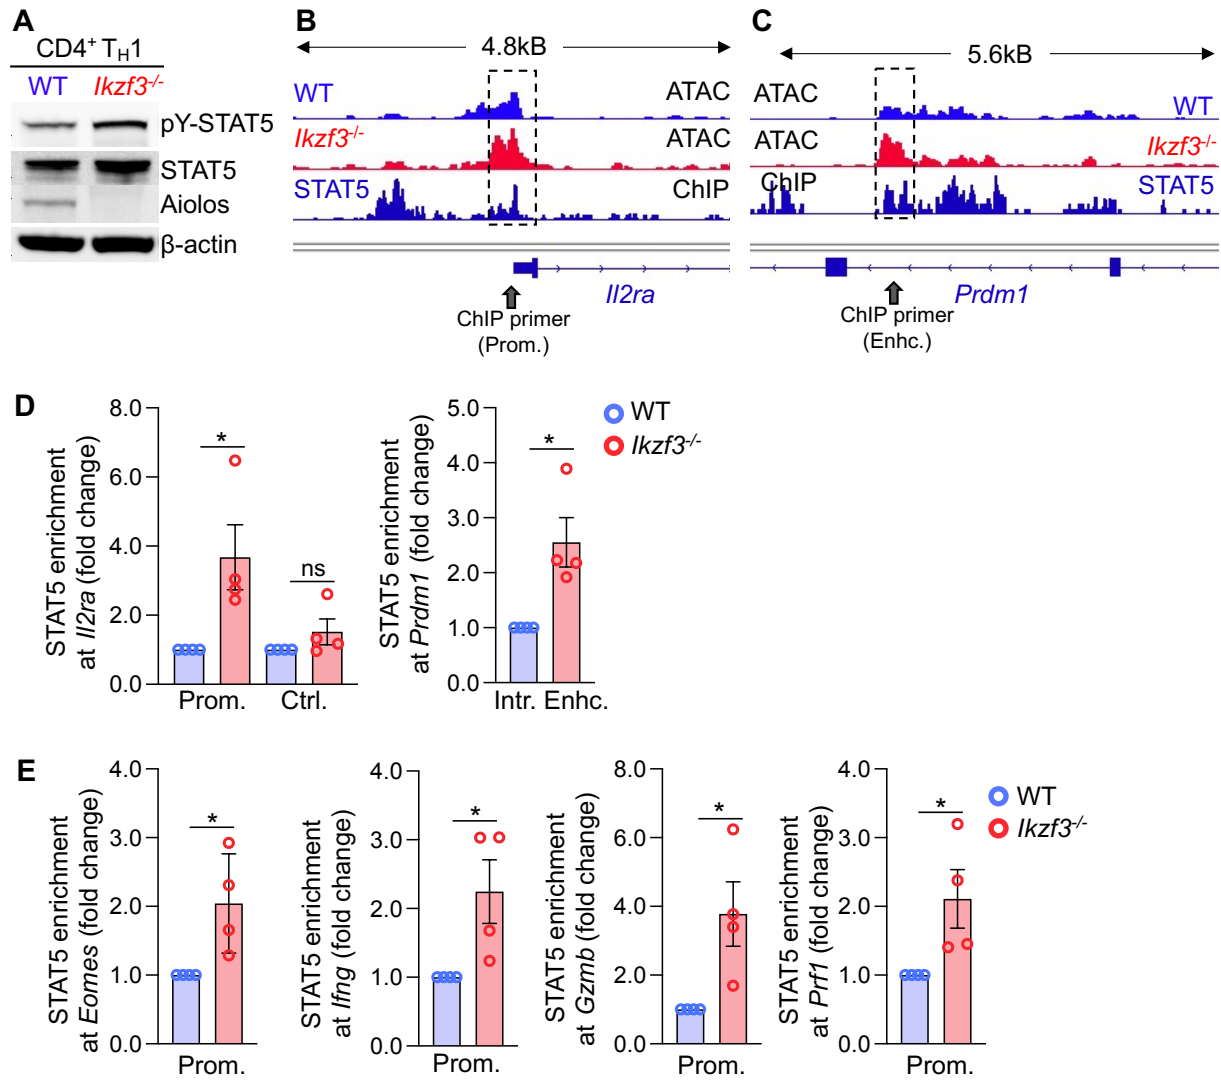 A
CD4+ TH1
WT Ikzf3-/-
pY-STAT5
STAT5
Aiolos
β-actin
B
4.8kB
WT ATAC
Ikzf3-/- ATAC
STAT5 ChIP
Il2ra
ChIP primer
(Prom.)
C
5.6kB
ATAC WT
ATAC Ikzf3-/-
ChIP STAT5
Prdm1
ChIP primer
(Enhc.)
D
STAT5 enrichment
at Il2ra (fold change)
8.0
6.0
4.0
2.0
0.0
*
ns
Prom. Ctrl.
STAT5 enrichment
at Prdm1 (fold change)
5.0
4.0
3.0
2.0
1.0
0.0
*
Intr. Enhc.
WT
Ikzf3-/-
E
STAT5 enrichment
at Eomes (fold change)
4.0
3.0
2.0
1.0
0.0
*
Prom.
STAT5 enrichment
at Ifng (fold change)
4.0
3.0
2.0
1.0
0.0
*
Prom.
STAT5 enrichment
at Gzmb (fold change)
8.0
6.0
4.0
2.0
0.0
*
Prom.
STAT5 enrichment
at Prf1 (fold change)
4.0
3.0
2.0
1.0
0.0
*
Prom.
WT
Ikzf3-/-